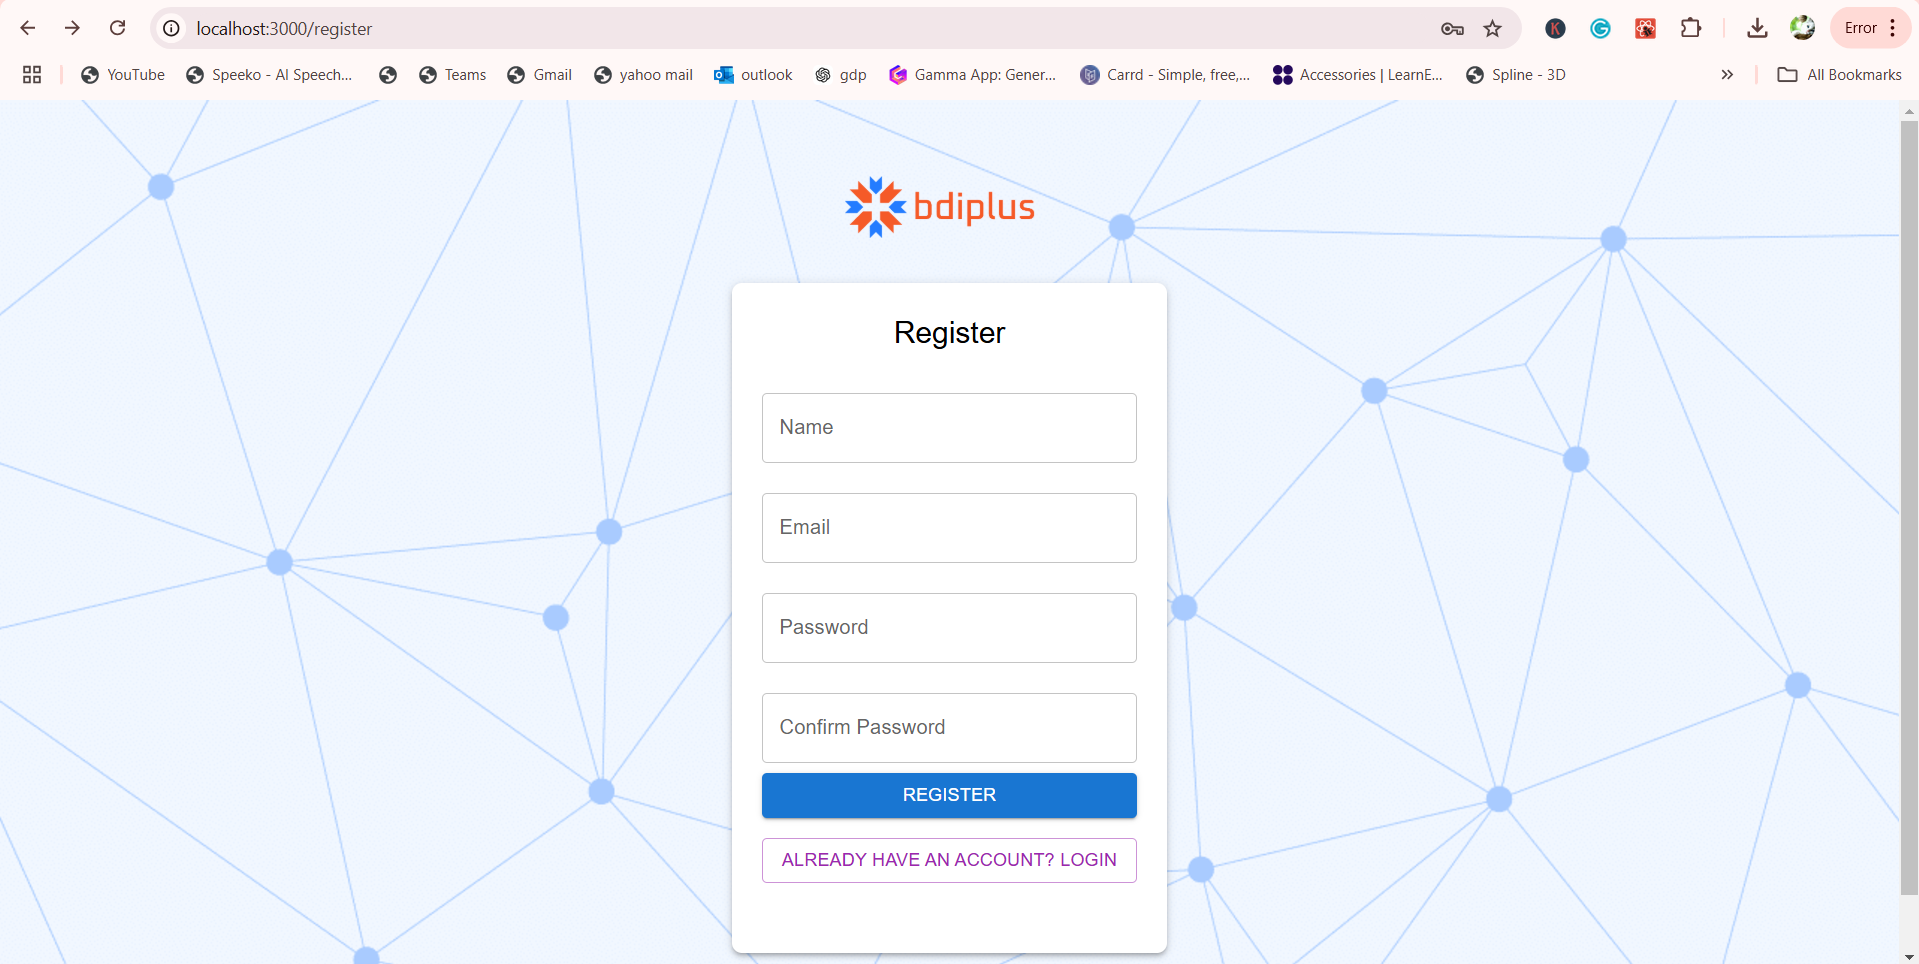 localhost:3000/register
Error
YouTube Speeko - AI Speech... Teams Gmail yahoo mail outlook gdp Gamma App: Gener... Carrd - Simple, free,... Accessories | LearnE... Spline - 3D All Bookmarks
bdiplus
Register
Name
Email
Password
Confirm Password
REGISTER
ALREADY HAVE AN ACCOUNT? LOGIN